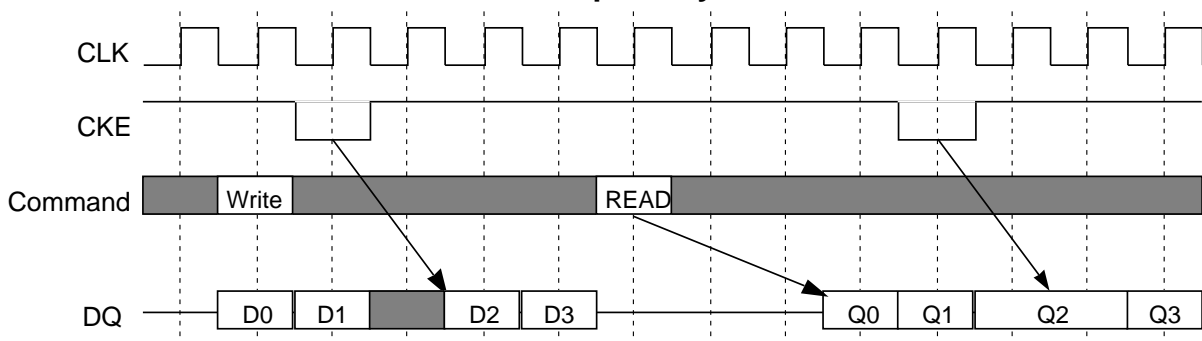 CLK
CKE
Command Write READ
DQ D0 D1 D2 D3 Q0 Q1 Q2 Q3